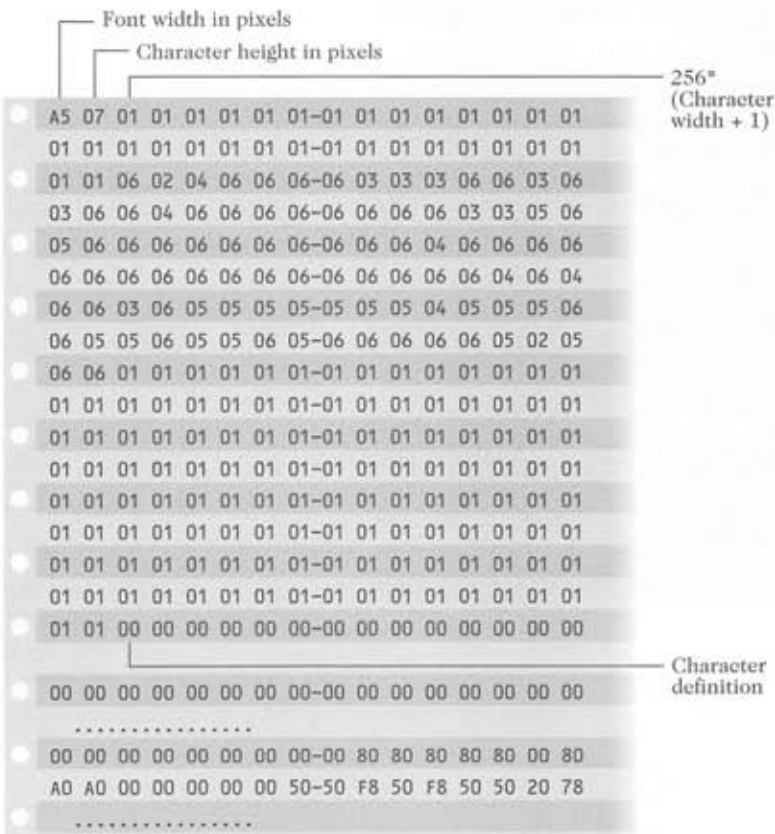 Font width in pixels
Character height in pixels
256*
(Character
width + 1)
A5 07 01 01 01 01 01 01-01 01 01 01 01 01 01 01
01 01 01 01 01 01 01 01-01 01 01 01 01 01 01 01
01 01 06 02 04 06 06 06-06 03 03 03 06 06 03 06
03 06 06 04 06 06 06 06-06 06 06 06 03 03 05 06
05 06 06 06 06 06 06 06-06 06 06 04 06 06 06 06
06 06 06 06 06 06 06 06-06 06 06 06 06 04 06 04
06 06 03 06 05 05 05 05-05 05 05 04 05 05 05 06
06 05 05 06 05 05 06 05-06 06 06 06 06 05 02 05
06 06 01 01 01 01 01 01-01 01 01 01 01 01 01 01
01 01 01 01 01 01 01 01-01 01 01 01 01 01 01 01
01 01 01 01 01 01 01 01-01 01 01 01 01 01 01 01
01 01 01 01 01 01 01 01-01 01 01 01 01 01 01 01
01 01 01 01 01 01 01 01-01 01 01 01 01 01 01 01
01 01 01 01 01 01 01 01-01 01 01 01 01 01 01 01
01 01 01 01 01 01 01 01-01 01 01 01 01 01 01 01
01 01 01 01 01 01 01 01-01 01 01 01 01 01 01 01
01 01 00 00 00 00 00 00-00 00 00 00 00 00 00 00
Character
definition
00 00 00 00 00 00 00 00-00 00 00 00 00 00 00 00
................
00 00 00 00 00 00 00 00-00 80 80 80 80 80 00 80
A0 A0 00 00 00 00 00 50-50 F8 50 F8 50 50 20 78
................